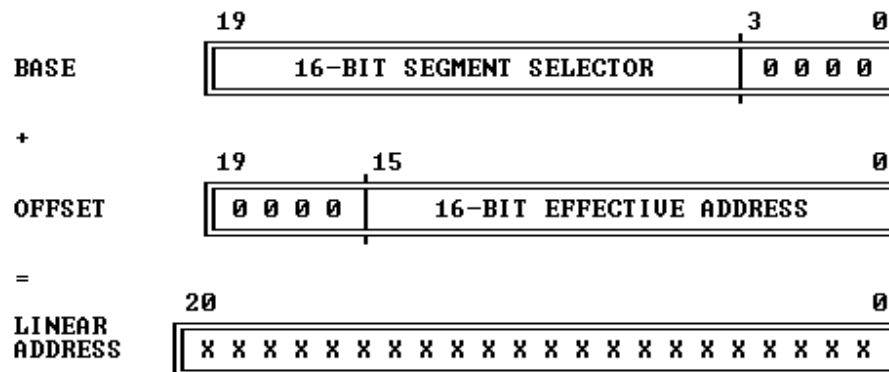 19 3 0
BASE 16-BIT SEGMENT SELECTOR 0 0 0 0
+
19 15 0
OFFSET 0 0 0 0 16-BIT EFFECTIVE ADDRESS
=
20 0
LINEAR
ADDRESS X X X X X X X X X X X X X X X X X X X X X X